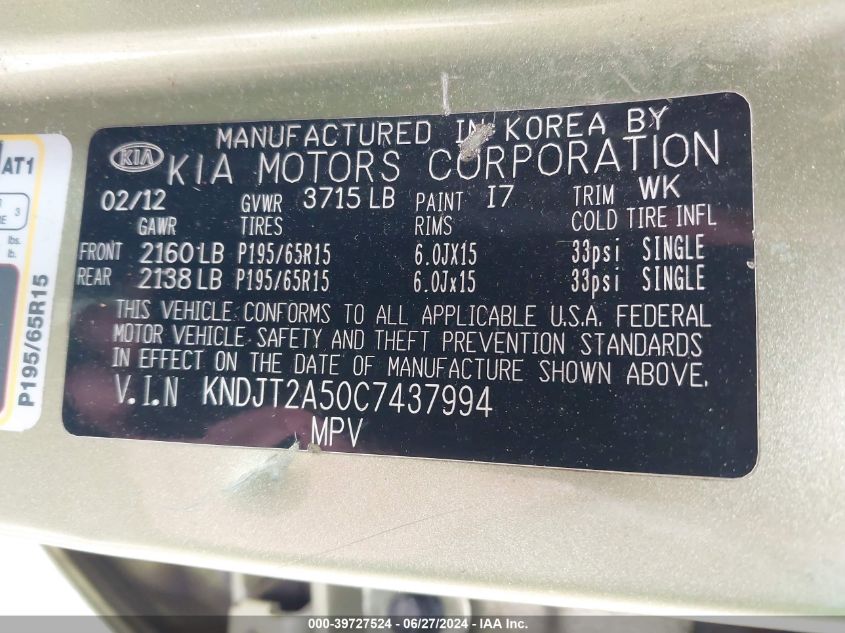 MANUFACTURED IN KOREA BY
KIA KIA MOTORS CORPORATION
02/12 GVWR 3715 LB PAINT I7 TRIM WK
GAWR TIRES RIMS COLD TIRE INFL
FRONT 2160 LB P195/65R15 6.0JX15 33psi SINGLE
REAR 2138 LB P195/65R15 6.0Jx15 33psi SINGLE
THIS VEHICLE CONFORMS TO ALL APPLICABLE U.S.A. FEDERAL
MOTOR VEHICLE SAFETY AND THEFT PREVENTION STANDARDS
IN EFFECT ON THE DATE OF MANUFACTURE SHOWN ABOVE.
V.I.N KNDJT2A50C7437994
MPV
AT1
3
lbs.
lb.
P195/65R15
000-39727524 - 06/27/2024 - IAA Inc.